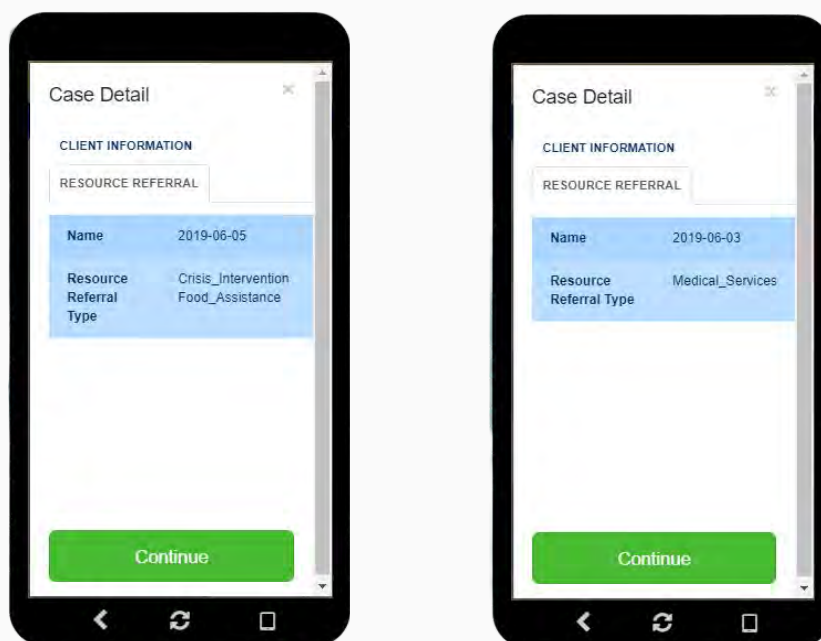 Case Detail ×
CLIENT INFORMATION
RESOURCE REFERRAL
Name 2019-06-05
Resource Crisis_Intervention
Referral Food_Assistance
Type
Continue
Case Detail ×
CLIENT INFORMATION
RESOURCE REFERRAL
Name 2019-06-03
Resource Medical_Services
Referral Type
Continue